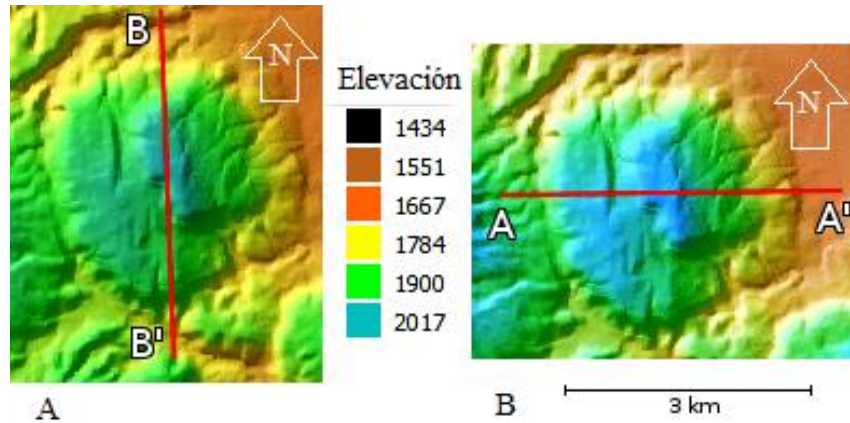 B
N
B'
A
Elevación
1434
1551
1667
1784
1900
2017
N
A
A'
B
3 km